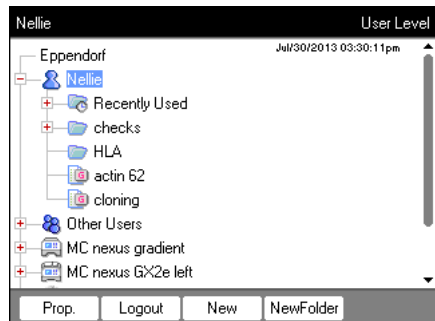 Nellie User Level
Eppendorf Jul/30/2013 03:30:11pm
Nellie
Recently Used
checks
HLA
actin 62
cloning
Other Users
MC nexus gradient
MC nexus GX2e left
Prop. Logout New NewFolder